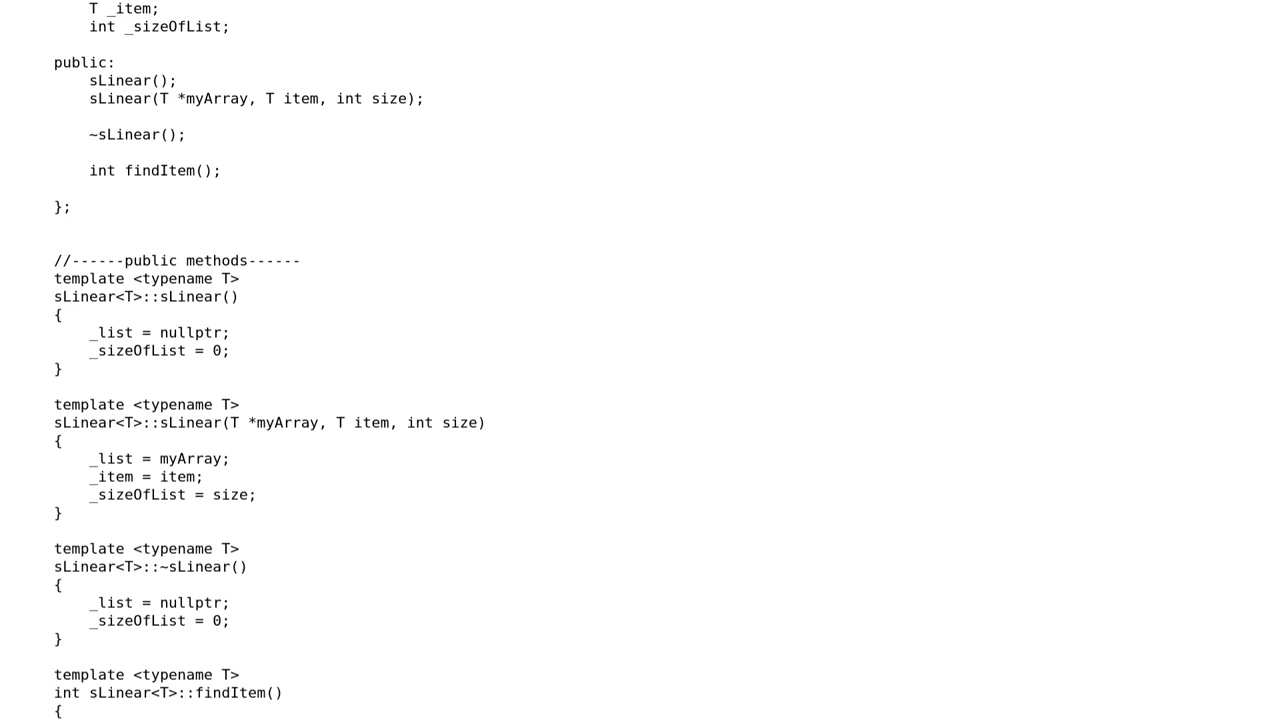 T _item;
int _sizeOfList;
public:
sLinear();
sLinear(T *myArray, T item, int size);
~sLinear();
int findItem();
};
//------public methods------
template <typename T>
sLinear<T>::sLinear()
{
_list = nullptr;
_sizeOfList = 0;
}
template <typename T>
sLinear<T>::sLinear(T *myArray, T item, int size)
{
_list = myArray;
_item = item;
_sizeOfList = size;
}
template <typename T>
sLinear<T>::~sLinear()
{
_list = nullptr;
_sizeOfList = 0;
}
template <typename T>
int sLinear<T>::findItem()
{